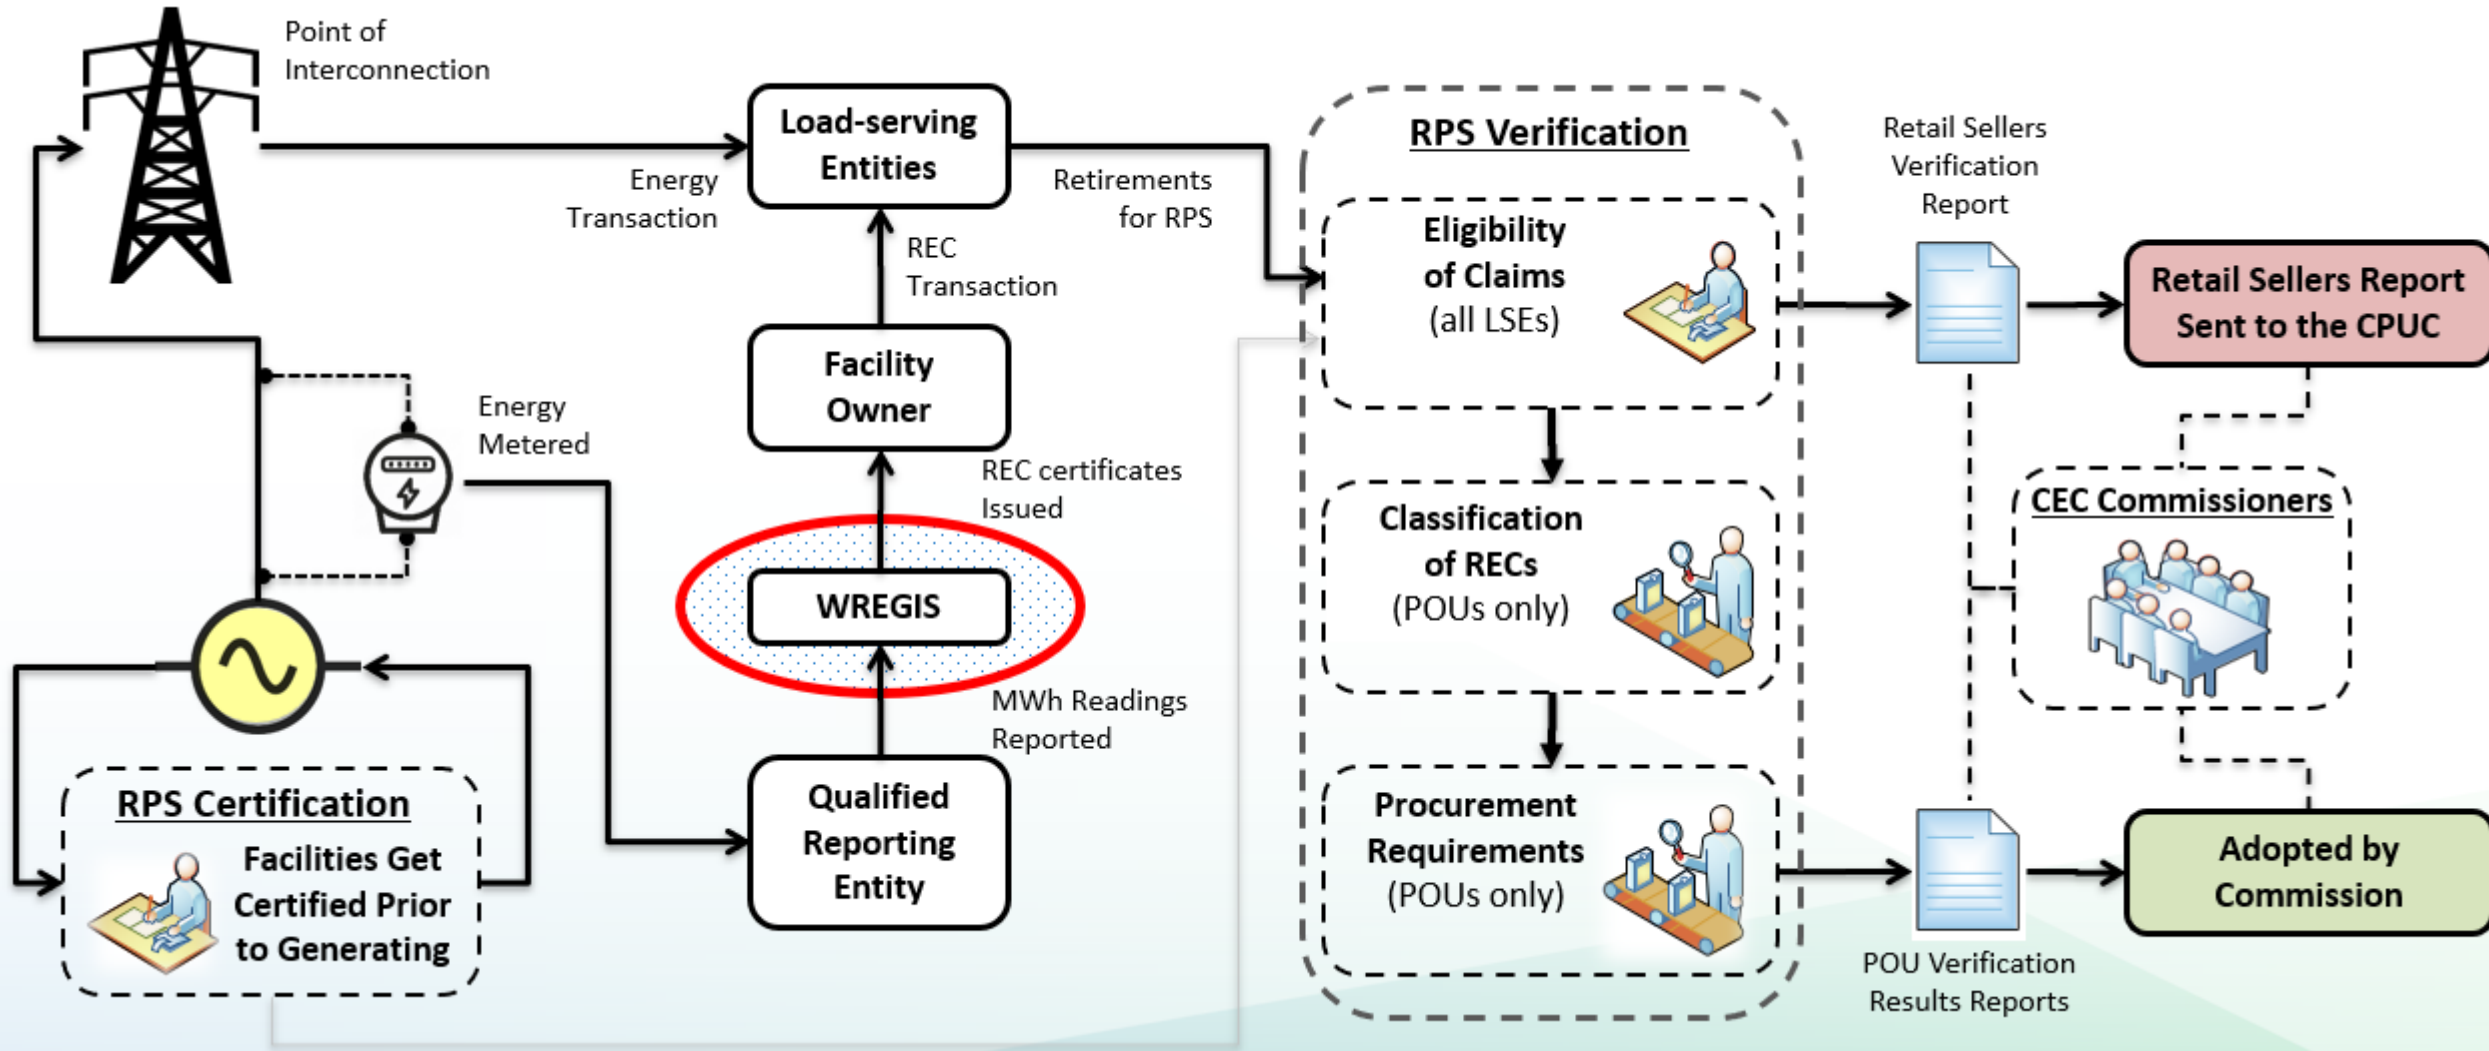 Point of
Interconnection
Energy
Transaction
Load-serving
Entities
Retirements
for RPS
REC
Transaction
Facility
Owner
REC certificates
Issued
WREGIS
MWh Readings
Reported
Qualified
Reporting
Entity
Energy
Metered
RPS Certification
Facilities Get
Certified Prior
to Generating
RPS Verification
Eligibility
of Claims
(all LSEs)
Classification
of RECs
(POUs only)
Procurement
Requirements
(POUs only)
Retail Sellers
Verification
Report
Retail Sellers Report
Sent to the CPUC
CEC Commissioners
Adopted by
Commission
POU Verification
Results Reports